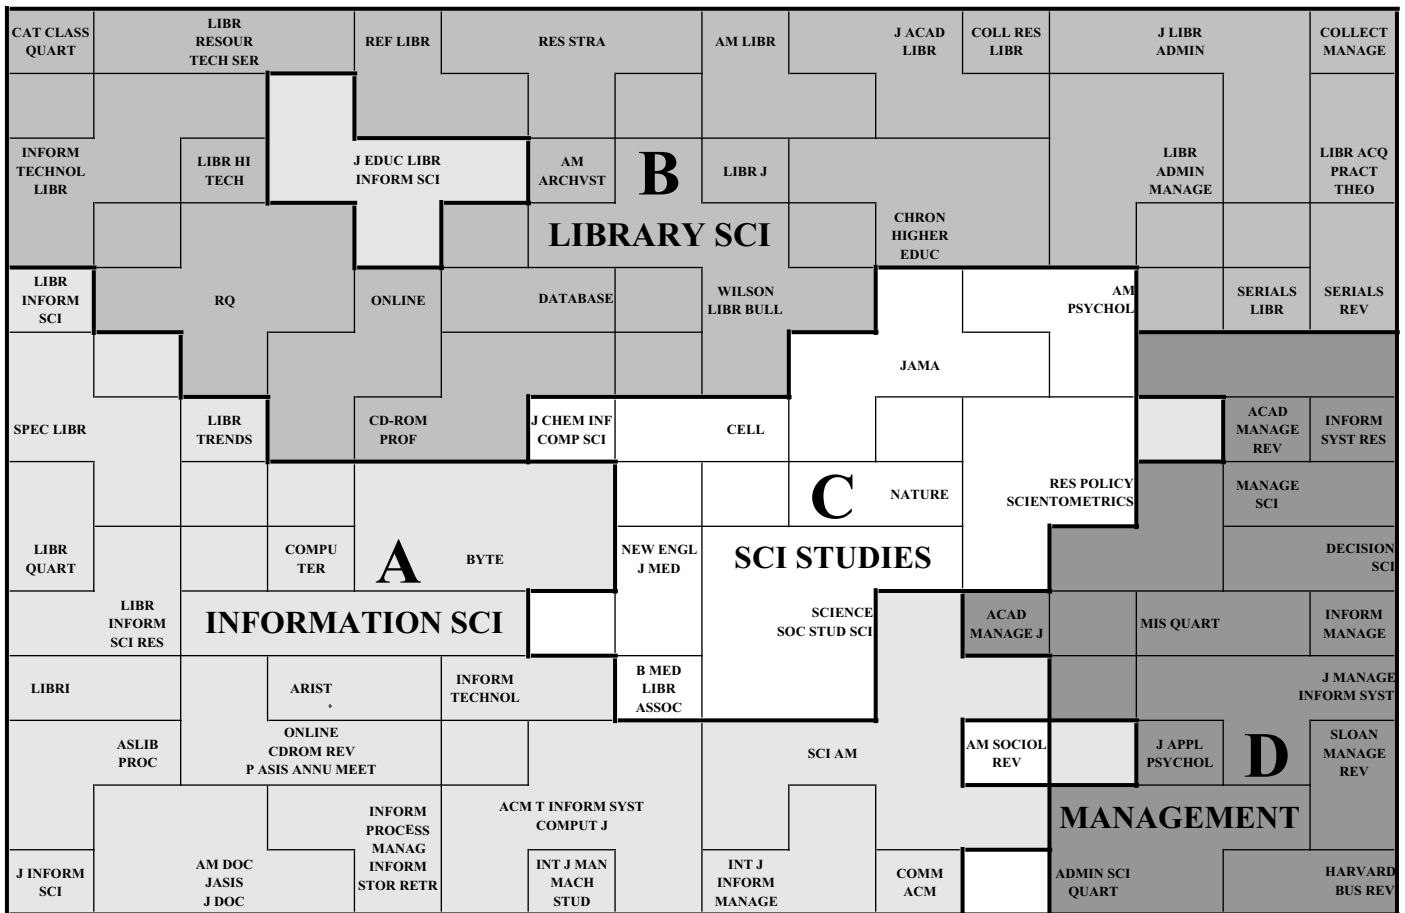 CAT CLASS
QUART
LIBR
RESOUR
TECH SER
REF LIBR
RES STRA
AM LIBR
J ACAD
LIBR
COLL RES
LIBR
J LIBR
ADMIN
COLLECT
MANAGE
INFORM
TECHNOL
LIBR
LIBR HI
TECH
J EDUC LIBR
INFORM SCI
AM
ARCHVST
B
LIBR J
LIBR
ADMIN
MANAGE
LIBR ACQ
PRACT
THEO
LIBRARY SCI
CHRON
HIGHER
EDUC
LIBR
INFORM
SCI
RQ
ONLINE
DATABASE
WILSON
LIBR BULL
AM
PSYCHOL
SERIALS
LIBR
SERIALS
REV
JAMA
SPEC LIBR
LIBR
TRENDS
CD-ROM
PROF
J CHEM INF
COMP SCI
CELL
ACAD
MANAGE
REV
INFORM
SYST RES
C
NATURE
RES POLICY
SCIENTOMETRICS
MANAGE
SCI
LIBR
QUART
COMPU
TER
A
BYTE
NEW ENGL
J MED
SCI STUDIES
DECISION
SCI
LIBR
INFORM
SCI RES
INFORMATION SCI
SCIENCE
SOC STUD SCI
ACAD
MANAGE J
MIS QUART
INFORM
MANAGE
LIBRI
ARIST
INFORM
TECHNOL
B MED
LIBR
ASSOC
J MANAGE
INFORM SYST
ASLIB
PROC
ONLINE
CDROM REV
P ASIS ANNU MEET
SCI AM
AM SOCIOL
REV
J APPL
PSYCHOL
D
SLOAN
MANAGE
REV
INFORM
PROCESS
MANAG
INFORM
STOR RETR
ACM T INFORM SYST
COMPUT J
MANAGEMENT
J INFORM
SCI
AM DOC
JASIS
J DOC
INT J MAN
MACH
STUD
INT J
INFORM
MANAGE
COMM
ACM
ADMIN SCI
QUART
HARVARD
BUS REV